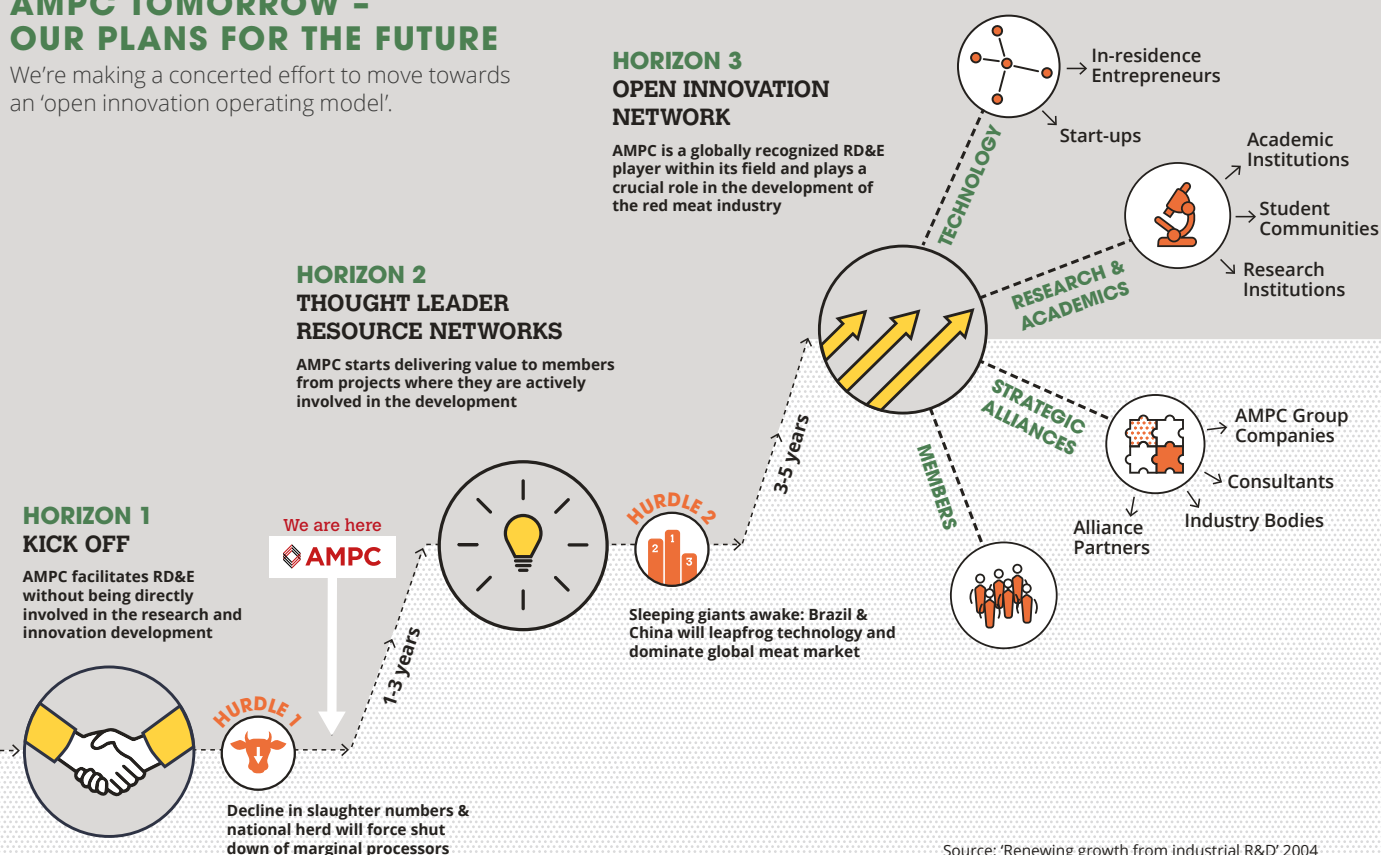 AMPC TOMORROW –
OUR PLANS FOR THE FUTURE
We're making a concerted effort to move towards
an 'open innovation operating model'.
HORIZON 3
OPEN INNOVATION
NETWORK
AMPC is a globally recognized RD&E
player within its field and plays a
crucial role in the development of
the red meat industry
HORIZON 2
THOUGHT LEADER
RESOURCE NETWORKS
AMPC starts delivering value to members
from projects where they are actively
involved in the development
HORIZON 1
KICK OFF
AMPC facilitates RD&E
without being directly
involved in the research and
innovation development
We are here
AMPC
HURDLE 1
Decline in slaughter numbers &
national herd will force shut
down of marginal processors
1-3 years
HURDLE 2
2 1 3
Sleeping giants awake: Brazil &
China will leapfrog technology and
dominate global meat market
3-5 years
TECHNOLOGY
In-residence
Entrepreneurs
Start-ups
RESEARCH &
ACADEMICS
Academic
Institutions
Student
Communities
Research
Institutions
STRATEGIC
ALLIANCES
AMPC Group
Companies
Consultants
Industry Bodies
Alliance
Partners
MEMBERS
Source: 'Renewing growth from industrial R&D' 2004